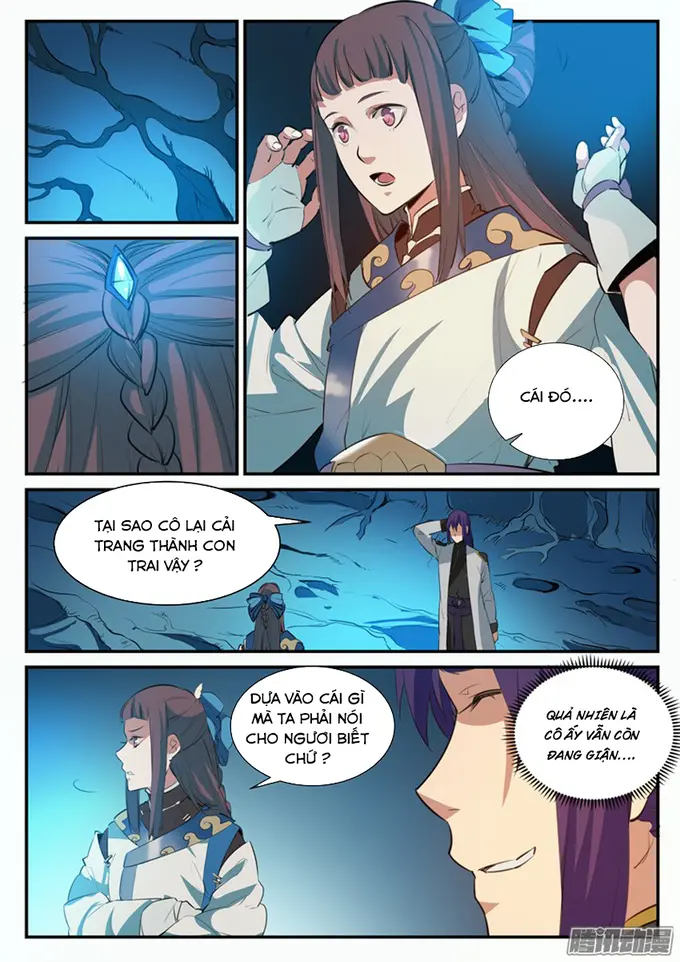 CÁI ĐÓ....
TẠI SAO CÔ LẠI CẢI
TRANG THÀNH CON
TRAI VẬY ?
DỰA VÀO CÁI GÌ
MÀ TA PHẢI NÓI
CHO NGƯƠI BIẾT
CHỨ ?
QUẢ NHIÊN LÀ
CÔ ẤY VẪN CÒN
ĐANG GIẬN....
腾讯动漫